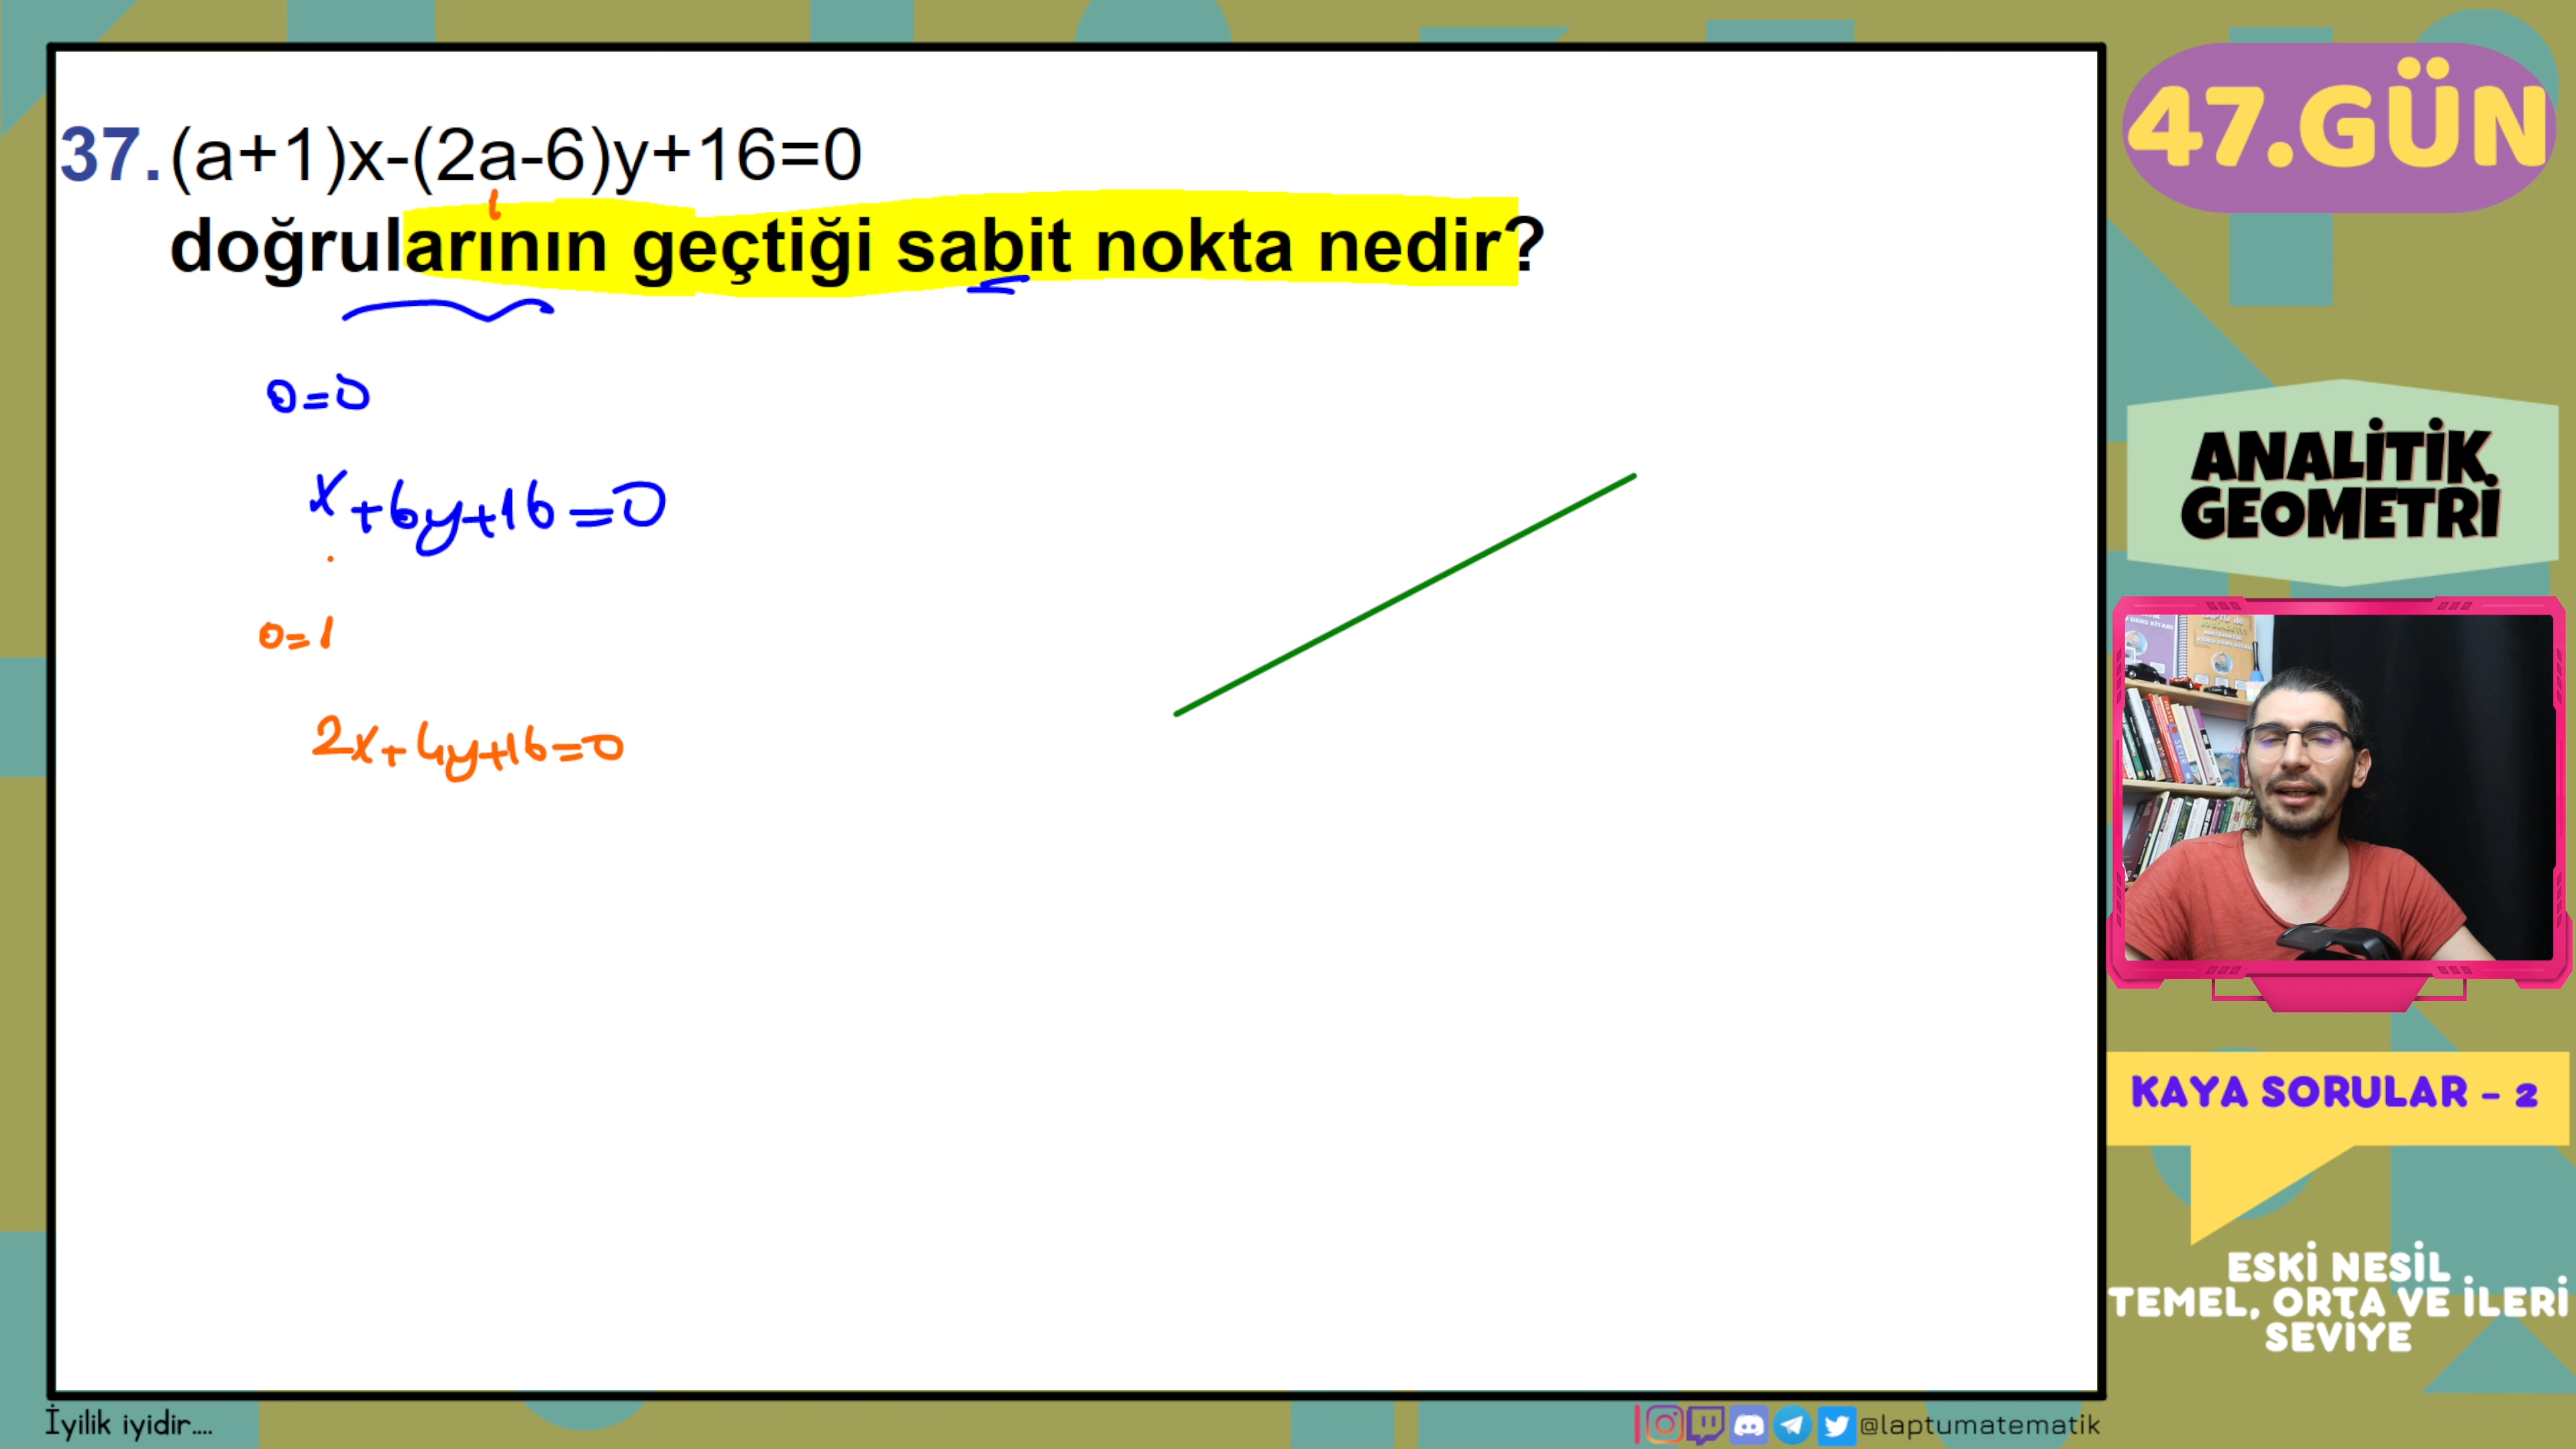 37. (a+1)x-(2a-6)y+16=0
doğrularının geçtiği sabit nokta nedir?
a=0
x+6y+16=0
a=1
2x+4y+16=0
47.GÜN
ANALİTİK
GEOMETRİ
KAYA SORULAR - 2
ESKİ NESİL
TEMEL, ORTA VE İLERİ
SEVİYE
İyilik iyidir....
@laptumatematik